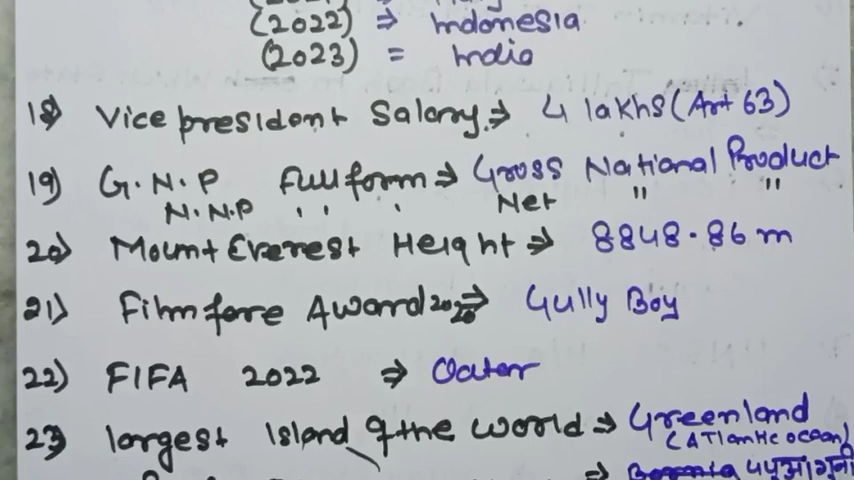 (2022) ⇒ Indonesia
(2023) = India
18) Vice president Salary ⇒ 4 lakhs (Art 63)
19) G.N.P Full form ⇒ Gross National Product
N.N.P " " Net " "
20) Mount Everest Height ⇒ 8848.86 m
21) Filmfare Award 2020 ⇒ Gully Boy
22) FIFA 2022 ⇒ Qatar
23) largest Island of the world ⇒ Greenland
(ATlantic ocean)